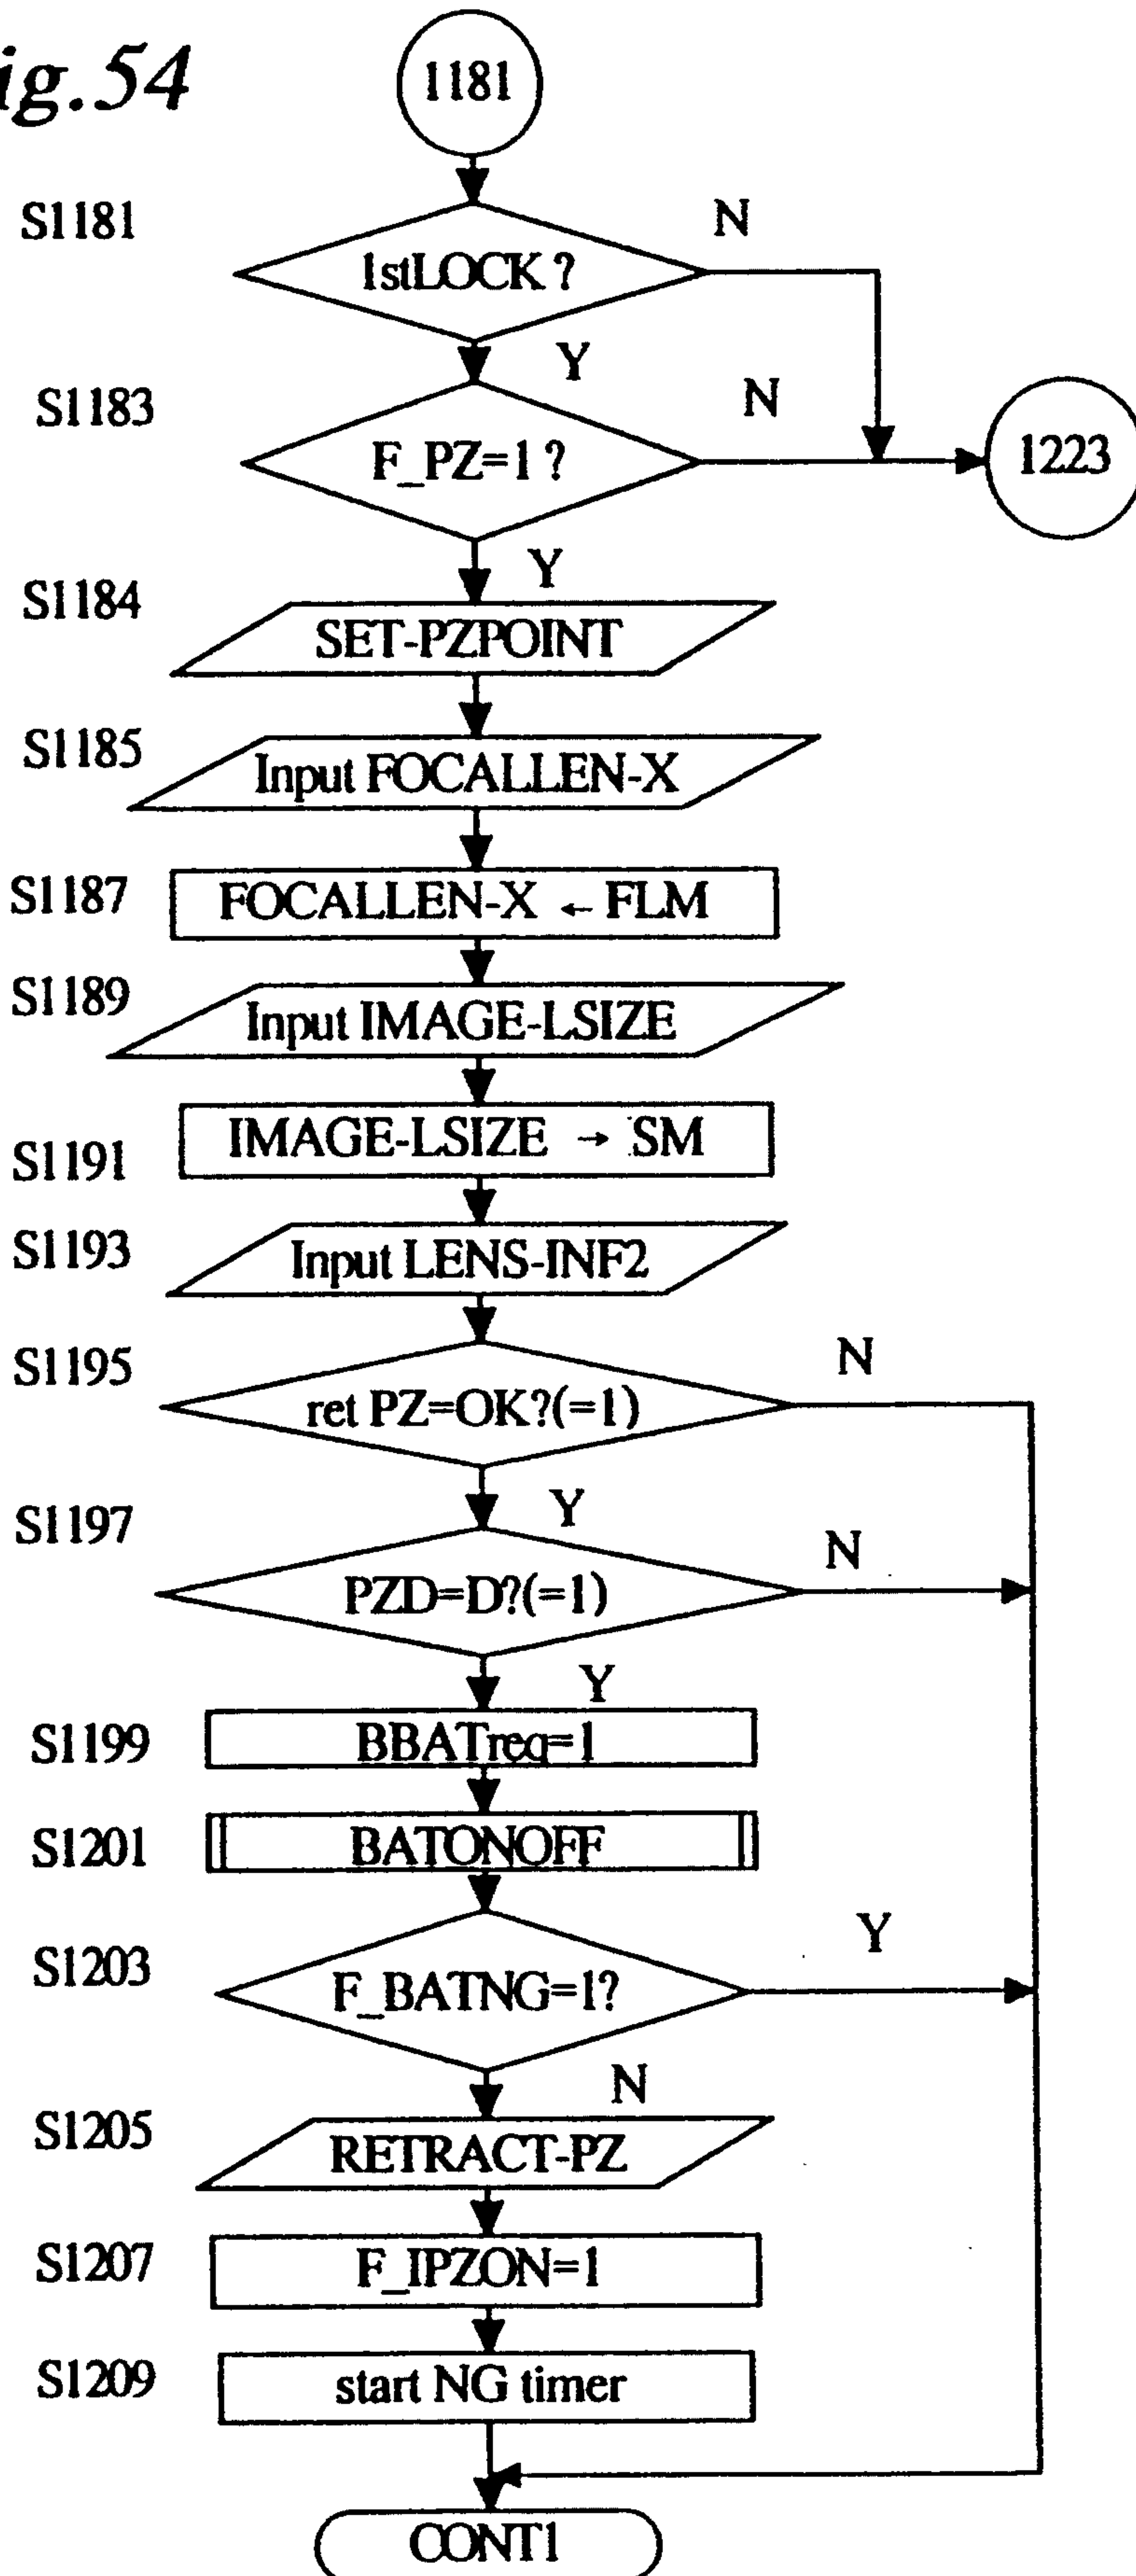 ig.54
1181
S1181
1stLOCK ?
N
Y
S1183
F_PZ=1 ?
N
1223
Y
S1184
SET-PZPOINT
S1185
Input FOCALLEN-X
S1187
FOCALLEN-X ← FLM
S1189
Input IMAGE-LSIZE
S1191
IMAGE-LSIZE → SM
S1193
Input LENS-INF2
S1195
ret PZ=OK?(=1)
N
Y
S1197
PZD=D?(=1)
N
Y
S1199
BBATreq=1
S1201
BATONOFF
S1203
F_BATNG=1?
Y
N
S1205
RETRACT-PZ
S1207
F_IPZON=1
S1209
start NG timer
CONT1